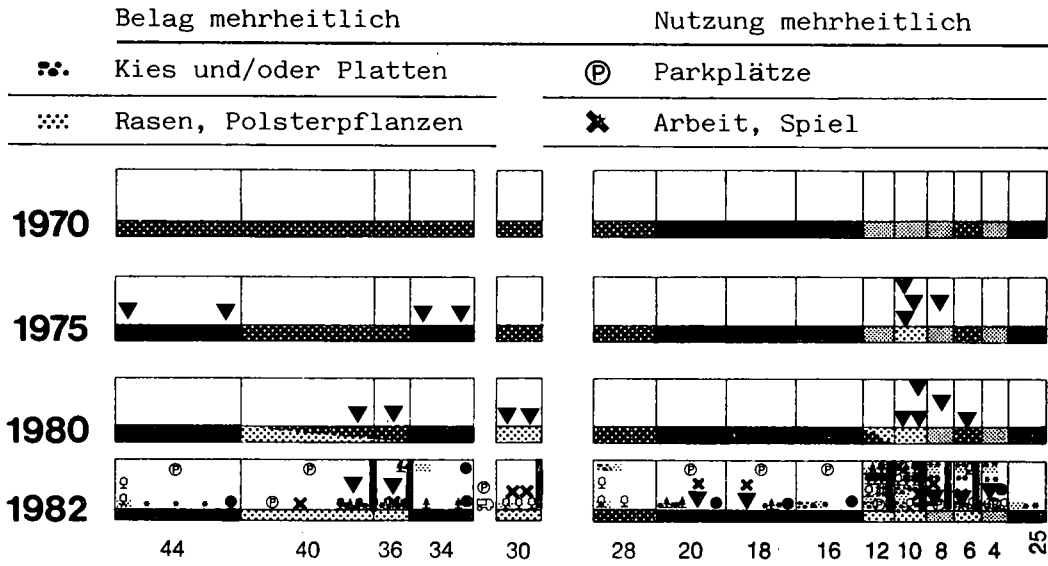 Belag mehrheitlich Nutzung mehrheitlich
Kies und/oder Platten Ⓟ Parkplätze
Rasen, Polsterpflanzen Arbeit, Spiel
1970
1975
1980
Ⓟ Ⓟ Ⓟ Ⓟ Ⓟ
1982 Ⓟ Ⓟ
44 40 36 34 30 28 20 18 16 12 10 8 6 4 25